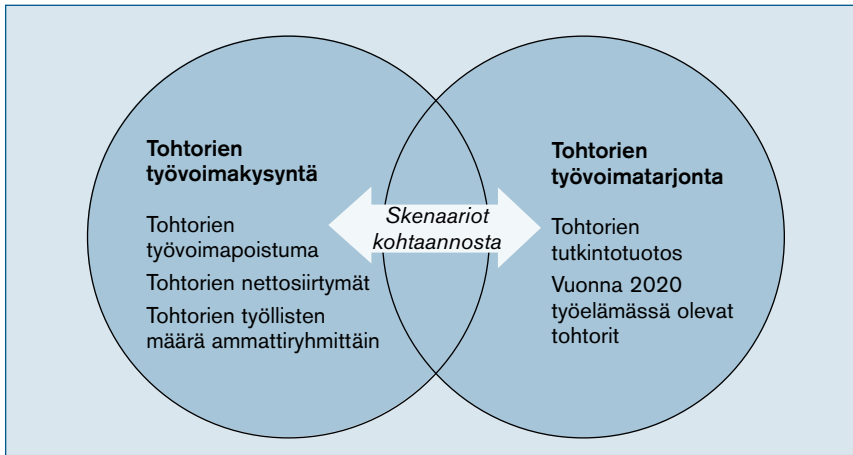 Tohtorien
työvoimakysyntä
Tohtorien
työvoimapoistuma
Tohtorien nettosiirtymät
Tohtorien työllisten
määrä ammattiryhmittäin
Skenaariot
kohtaannosta
Tohtorien
työvoimatarjonta
Tohtorien
tutkintotuotos
Vuonna 2020
työelämässä olevat
tohtorit